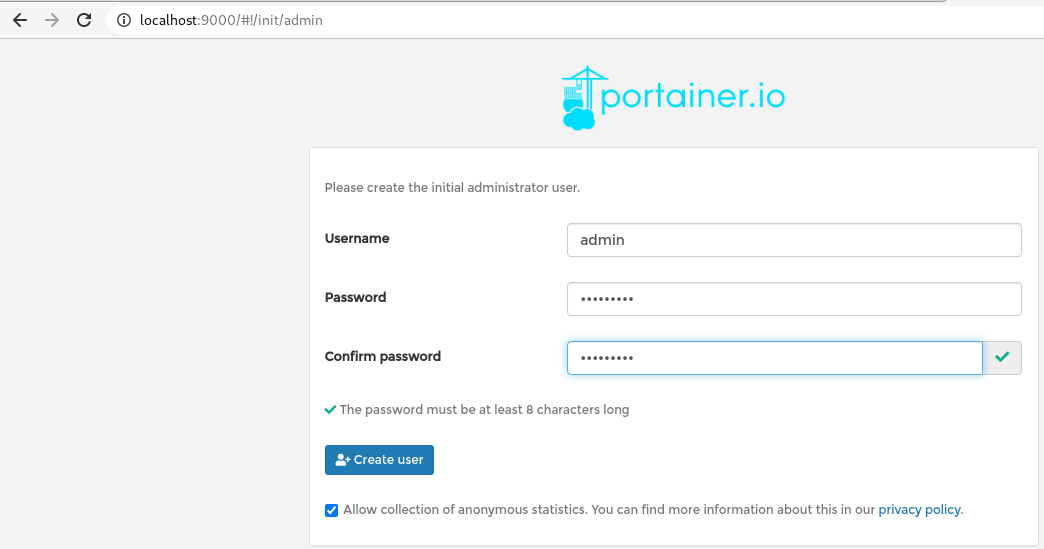 localhost:9000/#!/init/admin
portainer.io
Please create the initial administrator user.
Username
admin
Password
•••••••••
Confirm password
•••••••••
The password must be at least 8 characters long
Create user
Allow collection of anonymous statistics. You can find more information about this in our privacy policy.